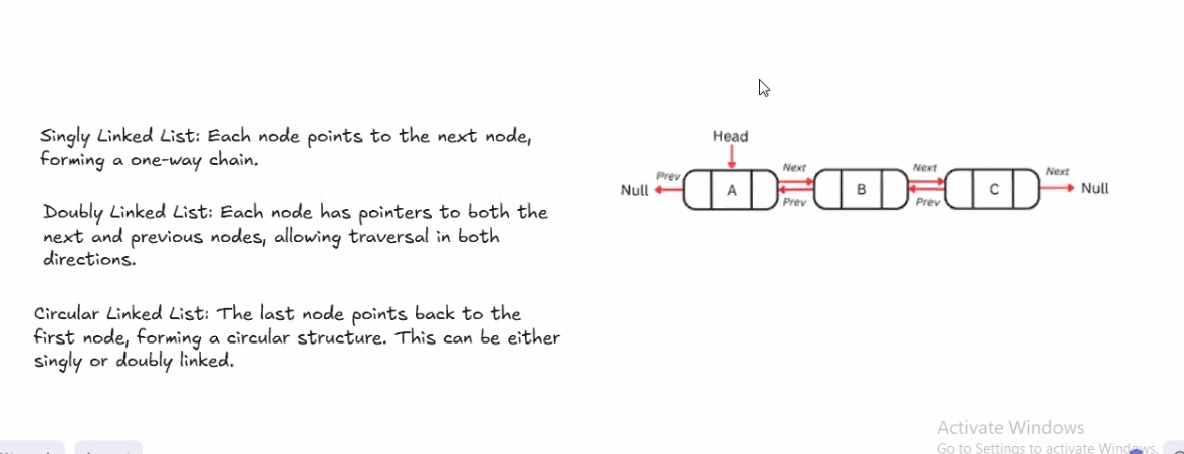 Singly Linked List: Each node points to the next node,
forming a one-way chain.
Doubly Linked List: Each node has pointers to both the
next and previous nodes, allowing traversal in both
directions.
Circular Linked List: The last node points back to the
first node, forming a circular structure. This can be either
singly or doubly linked.
Head
Prev Next Next Next
Null A B C Null
Prev Prev
Activate Windows
Go to Settings to activate Windows.